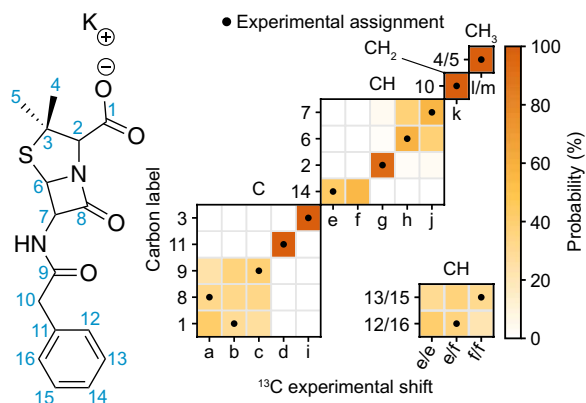 K ⊕
⊖
● Experimental assignment
5
4
O
1
O
2
3
S
N
6
7
8
O
HN
9
O
10
11
12
16
13
15
14
CH3
CH2
4/5
l/m
CH
10
k
7
6
2
14
e f g h j
C
3
11
9
8
1
a b c d i
Carbon label
CH
13/15
12/16
e/e e/f f/f
13C experimental shift
100
80
60
40
20
0
Probability (%)